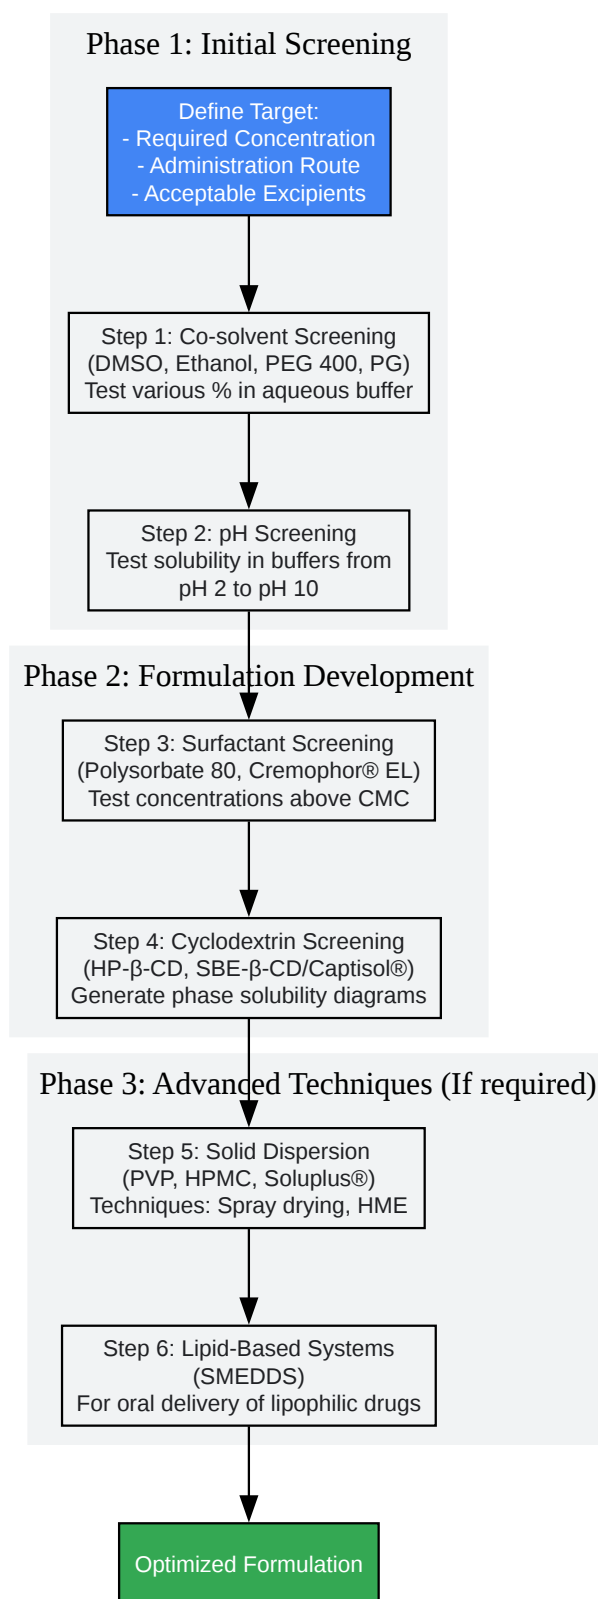 Phase 1: Initial Screening
Define Target:
- Required Concentration
- Administration Route
- Acceptable Excipients
Step 1: Co-solvent Screening
(DMSO, Ethanol, PEG 400, PG)
Test various % in aqueous buffer
Step 2: pH Screening
Test solubility in buffers from
pH 2 to pH 10
Phase 2: Formulation Development
Step 3: Surfactant Screening
(Polysorbate 80, Cremophor® EL)
Test concentrations above CMC
Step 4: Cyclodextrin Screening
(HP-β-CD, SBE-β-CD/Captisol®)
Generate phase solubility diagrams
Phase 3: Advanced Techniques (If required)
Step 5: Solid Dispersion
(PVP, HPMC, Soluplus®)
Techniques: Spray drying, HME
Step 6: Lipid-Based Systems
(SMEDDS)
For oral delivery of lipophilic drugs
Optimized Formulation